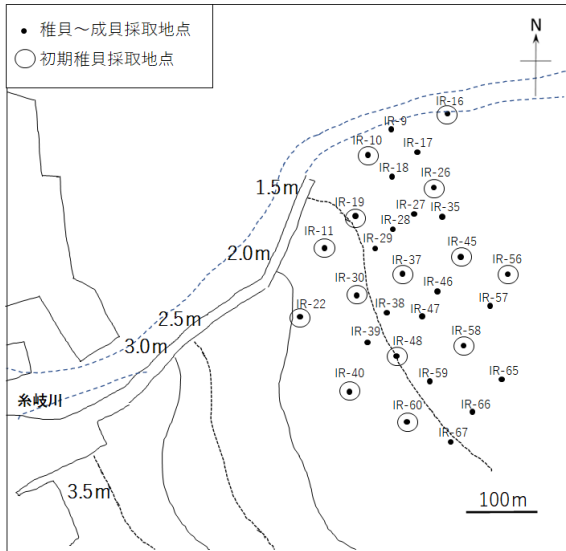 稚貝～成貝採取地点
初期稚貝採取地点
N
IR-16
IR-9
IR-10
IR-17
IR-18
IR-26
1.5m
IR-19
IR-27
IR-35
IR-28
IR-11
IR-29
2.0m
IR-45
IR-37
IR-56
IR-30
IR-46
IR-57
IR-22
IR-38
IR-47
2.5m
IR-58
3.0m
IR-39
IR-48
IR-40
IR-59
IR-65
糸岐川
IR-60
IR-66
IR-67
3.5m
100m